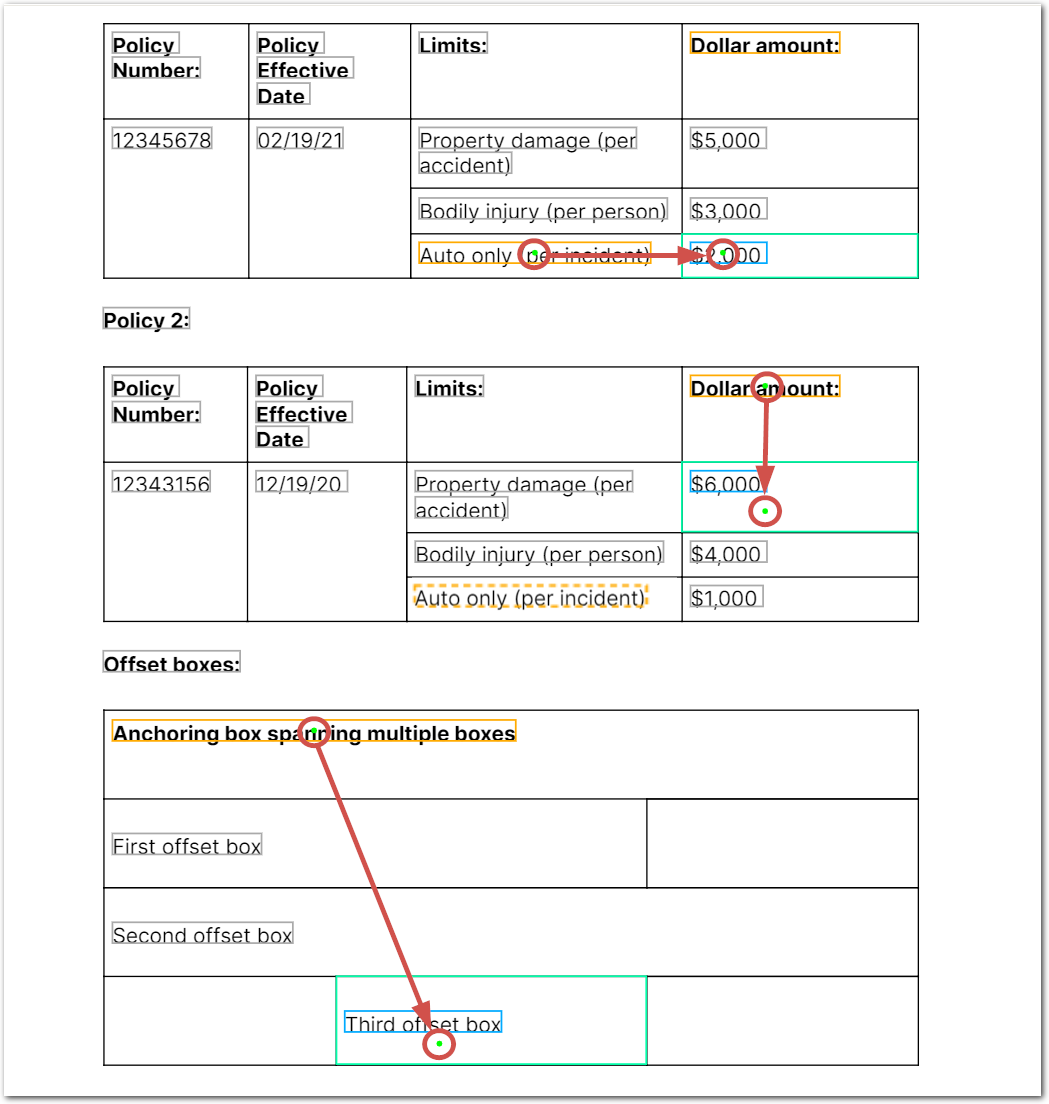 Policy Number:
Policy Effective Date
Limits:
Dollar amount:
12345678
02/19/21
Property damage (per accident)
$5,000
Bodily injury (per person)
$3,000
Auto only (per incident)
$2,000
Policy 2:
Policy Number:
Policy Effective Date
Limits:
Dollar amount:
12343156
12/19/20
Property damage (per accident)
$6,000
Bodily injury (per person)
$4,000
Auto only (per incident)
$1,000
Offset boxes:
Anchoring box spanning multiple boxes
First offset box
Second offset box
Third offset box